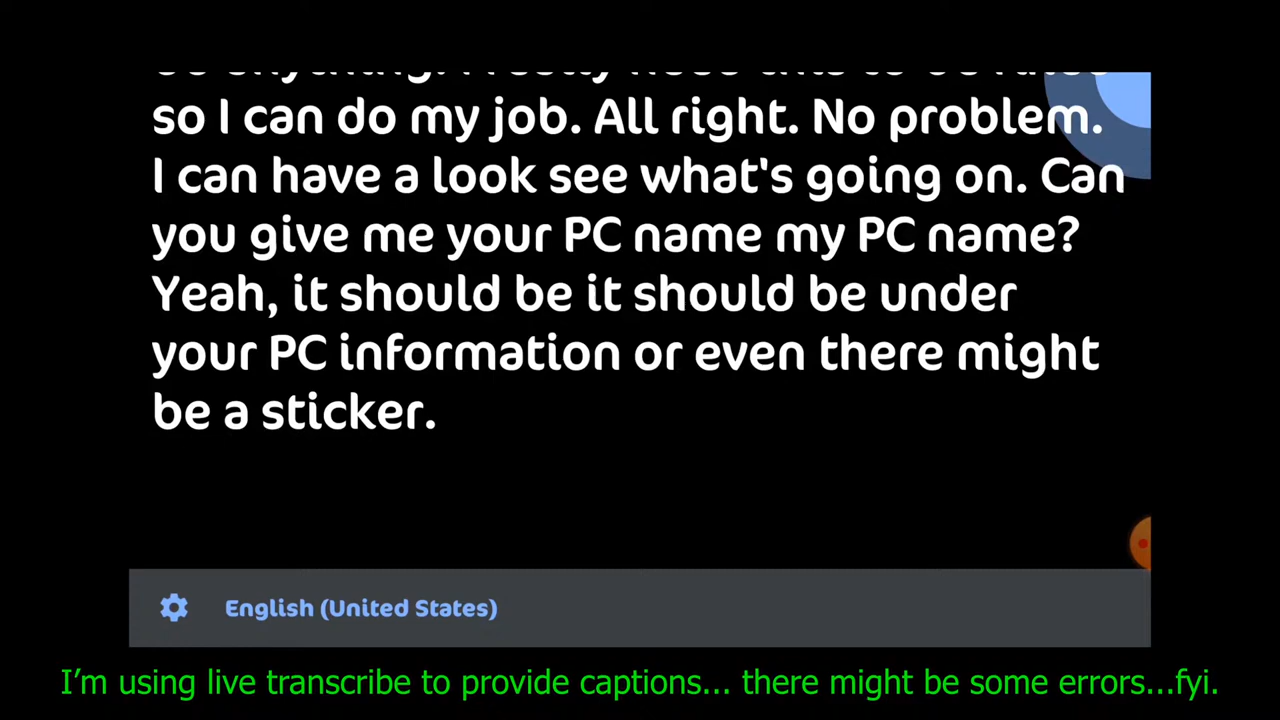 so I can do my job. All right. No problem.
I can have a look see what's going on. Can
you give me your PC name my PC name?
Yeah, it should be it should be under
your PC information or even there might
be a sticker.
English (United States)
I'm using live transcribe to provide captions... there might be some errors...fyi.